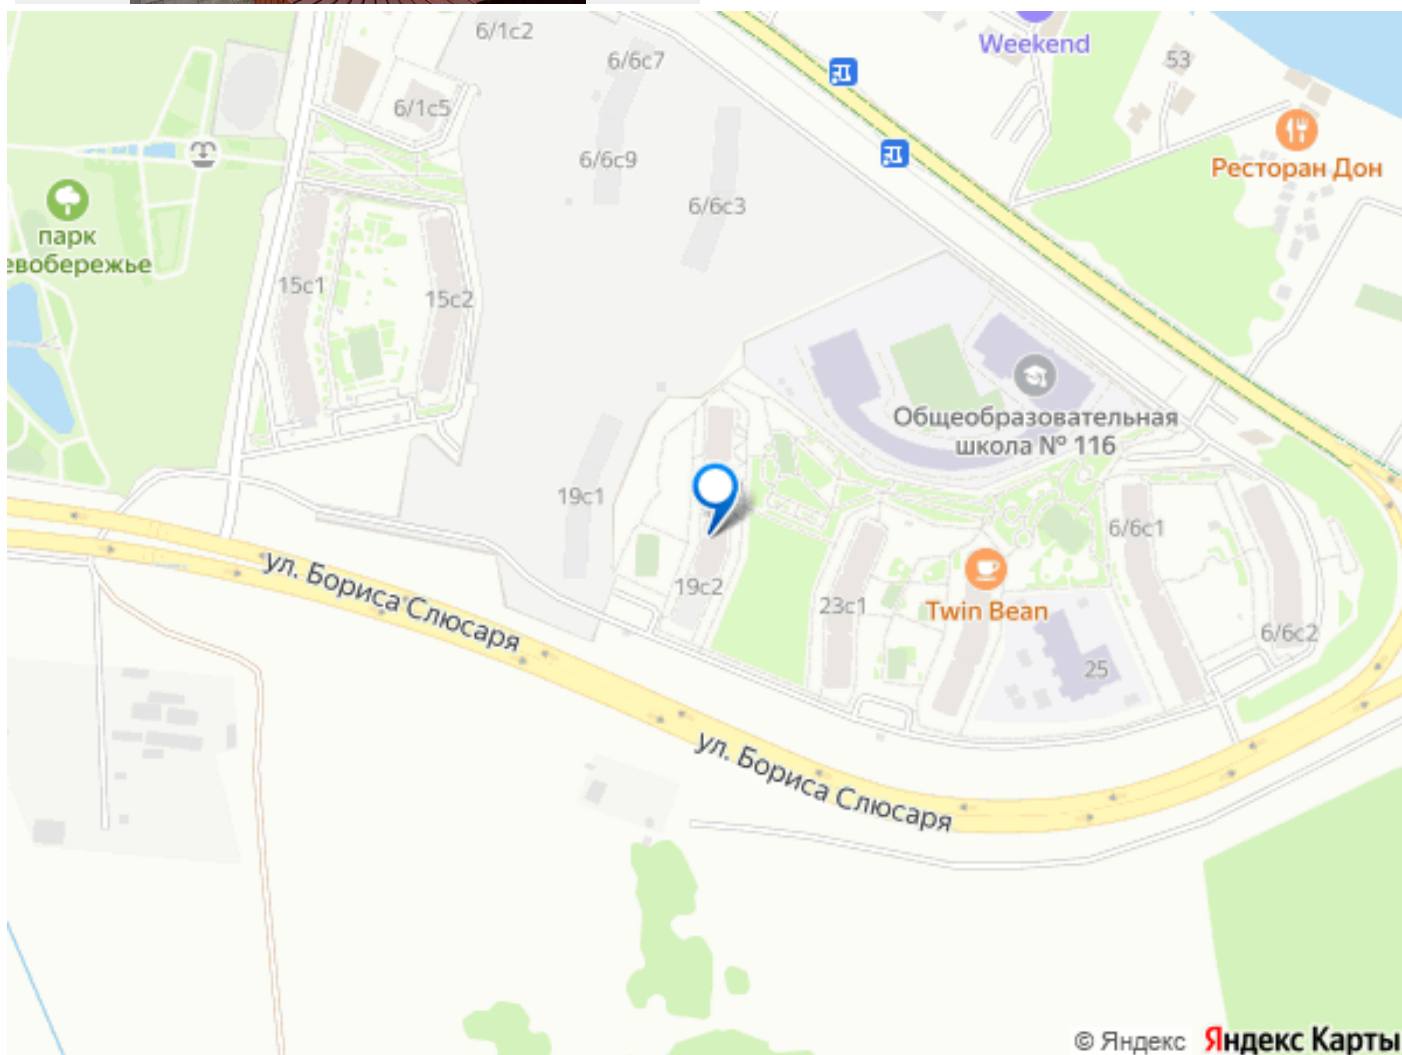 6/1с2
Weekend
6/6с7
53
6/1с5
6/6с9
Ресторан Дон
6/6с3
парк
евобережье
15с1
15с2
Общеобразовательная
школа № 116
19с1
6/6с1
ул. Бориса Слюсаря
19с2
23с1
Twin Bean
6/6с2
25
ул. Бориса Слюсаря
© Яндекс Яндекс Карты